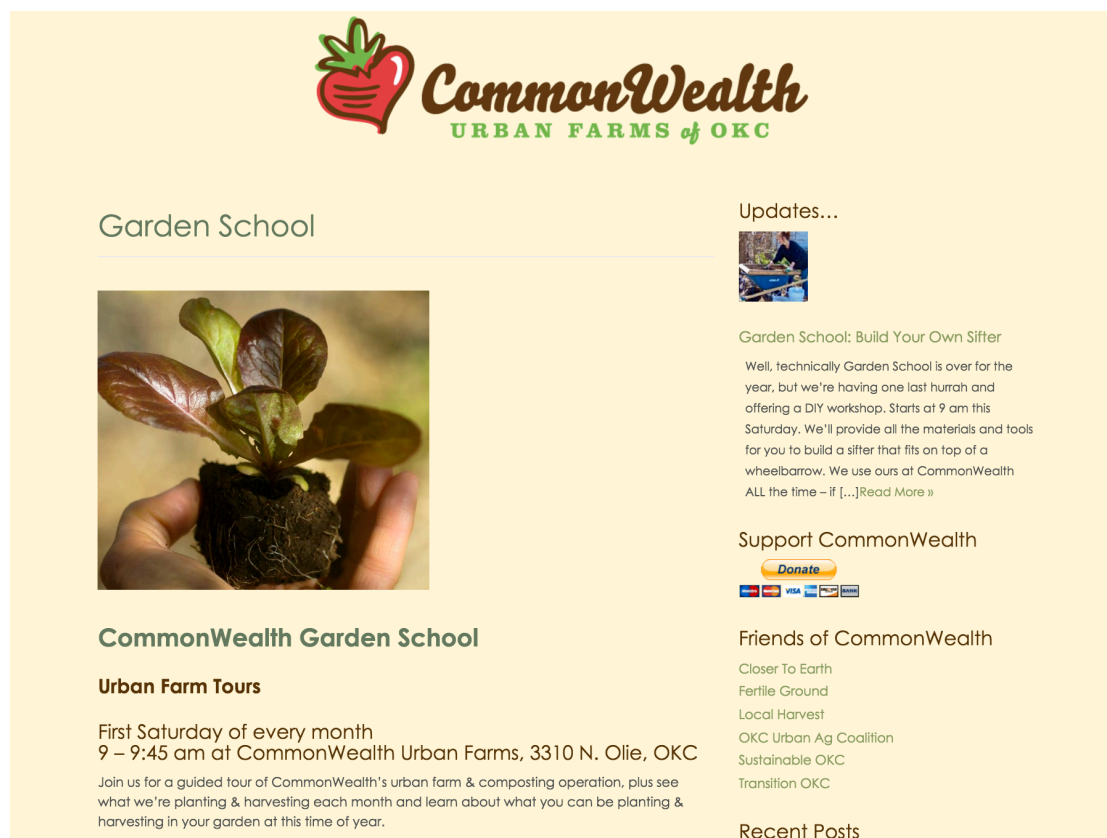 CommonWealth
URBAN FARMS of OKC
Garden School
CommonWealth Garden School
Urban Farm Tours
First Saturday of every month
9 – 9:45 am at CommonWealth Urban Farms, 3310 N. Olie, OKC
Join us for a guided tour of CommonWealth's urban farm & composting operation, plus see
what we're planting & harvesting each month and learn about what you can be planting &
harvesting in your garden at this time of year.
Updates…
Garden School: Build Your Own Sifter
Well, technically Garden School is over for the
year, but we're having one last hurrah and
offering a DIY workshop. Starts at 9 am this
Saturday. We'll provide all the materials and tools
for you to build a sifter that fits on top of a
wheelbarrow. We use ours at CommonWealth
ALL the time – if […]Read More »
Support CommonWealth
Donate
VISA
BANK
Friends of CommonWealth
Closer To Earth
Fertile Ground
Local Harvest
OKC Urban Ag Coalition
Sustainable OKC
Transition OKC
Recent Posts